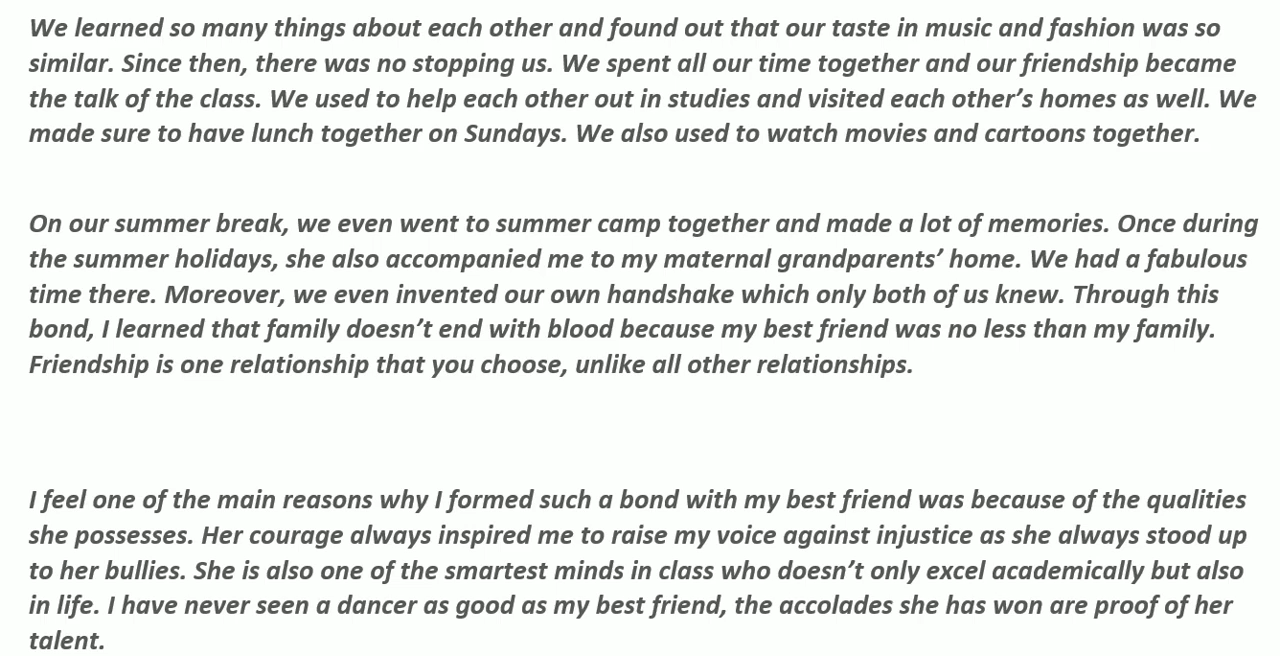 We learned so many things about each other and found out that our taste in music and fashion was so
similar. Since then, there was no stopping us. We spent all our time together and our friendship became
the talk of the class. We used to help each other out in studies and visited each other’s homes as well. We
made sure to have lunch together on Sundays. We also used to watch movies and cartoons together.
On our summer break, we even went to summer camp together and made a lot of memories. Once during
the summer holidays, she also accompanied me to my maternal grandparents’ home. We had a fabulous
time there. Moreover, we even invented our own handshake which only both of us knew. Through this
bond, I learned that family doesn’t end with blood because my best friend was no less than my family.
Friendship is one relationship that you choose, unlike all other relationships.
I feel one of the main reasons why I formed such a bond with my best friend was because of the qualities
she possesses. Her courage always inspired me to raise my voice against injustice as she always stood up
to her bullies. She is also one of the smartest minds in class who doesn’t only excel academically but also
in life. I have never seen a dancer as good as my best friend, the accolades she has won are proof of her
talent.